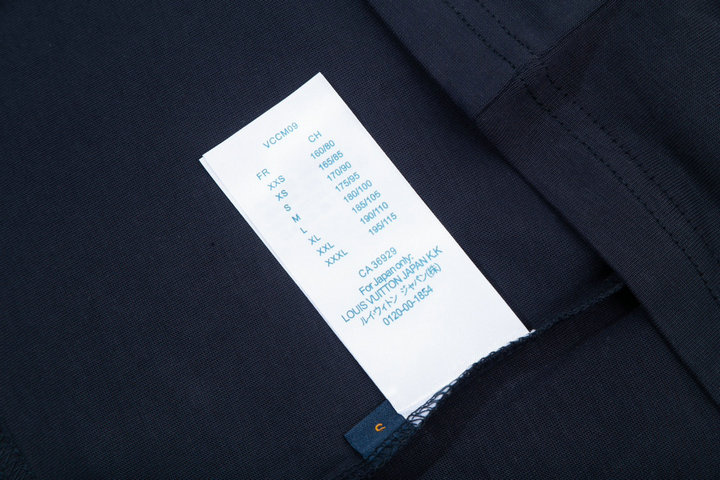 VCCM09
FR CH
XXS 160/80
XS 165/85
S 170/90
M 175/95
L 180/100
XL 185/105
XXL 190/110
XXXL 195/115
CA 36929
For Japan only:
LOUIS VUITTON JAPAN K.K
ルイ・ヴィトン ジャパン(株)
0120-00-1854
S